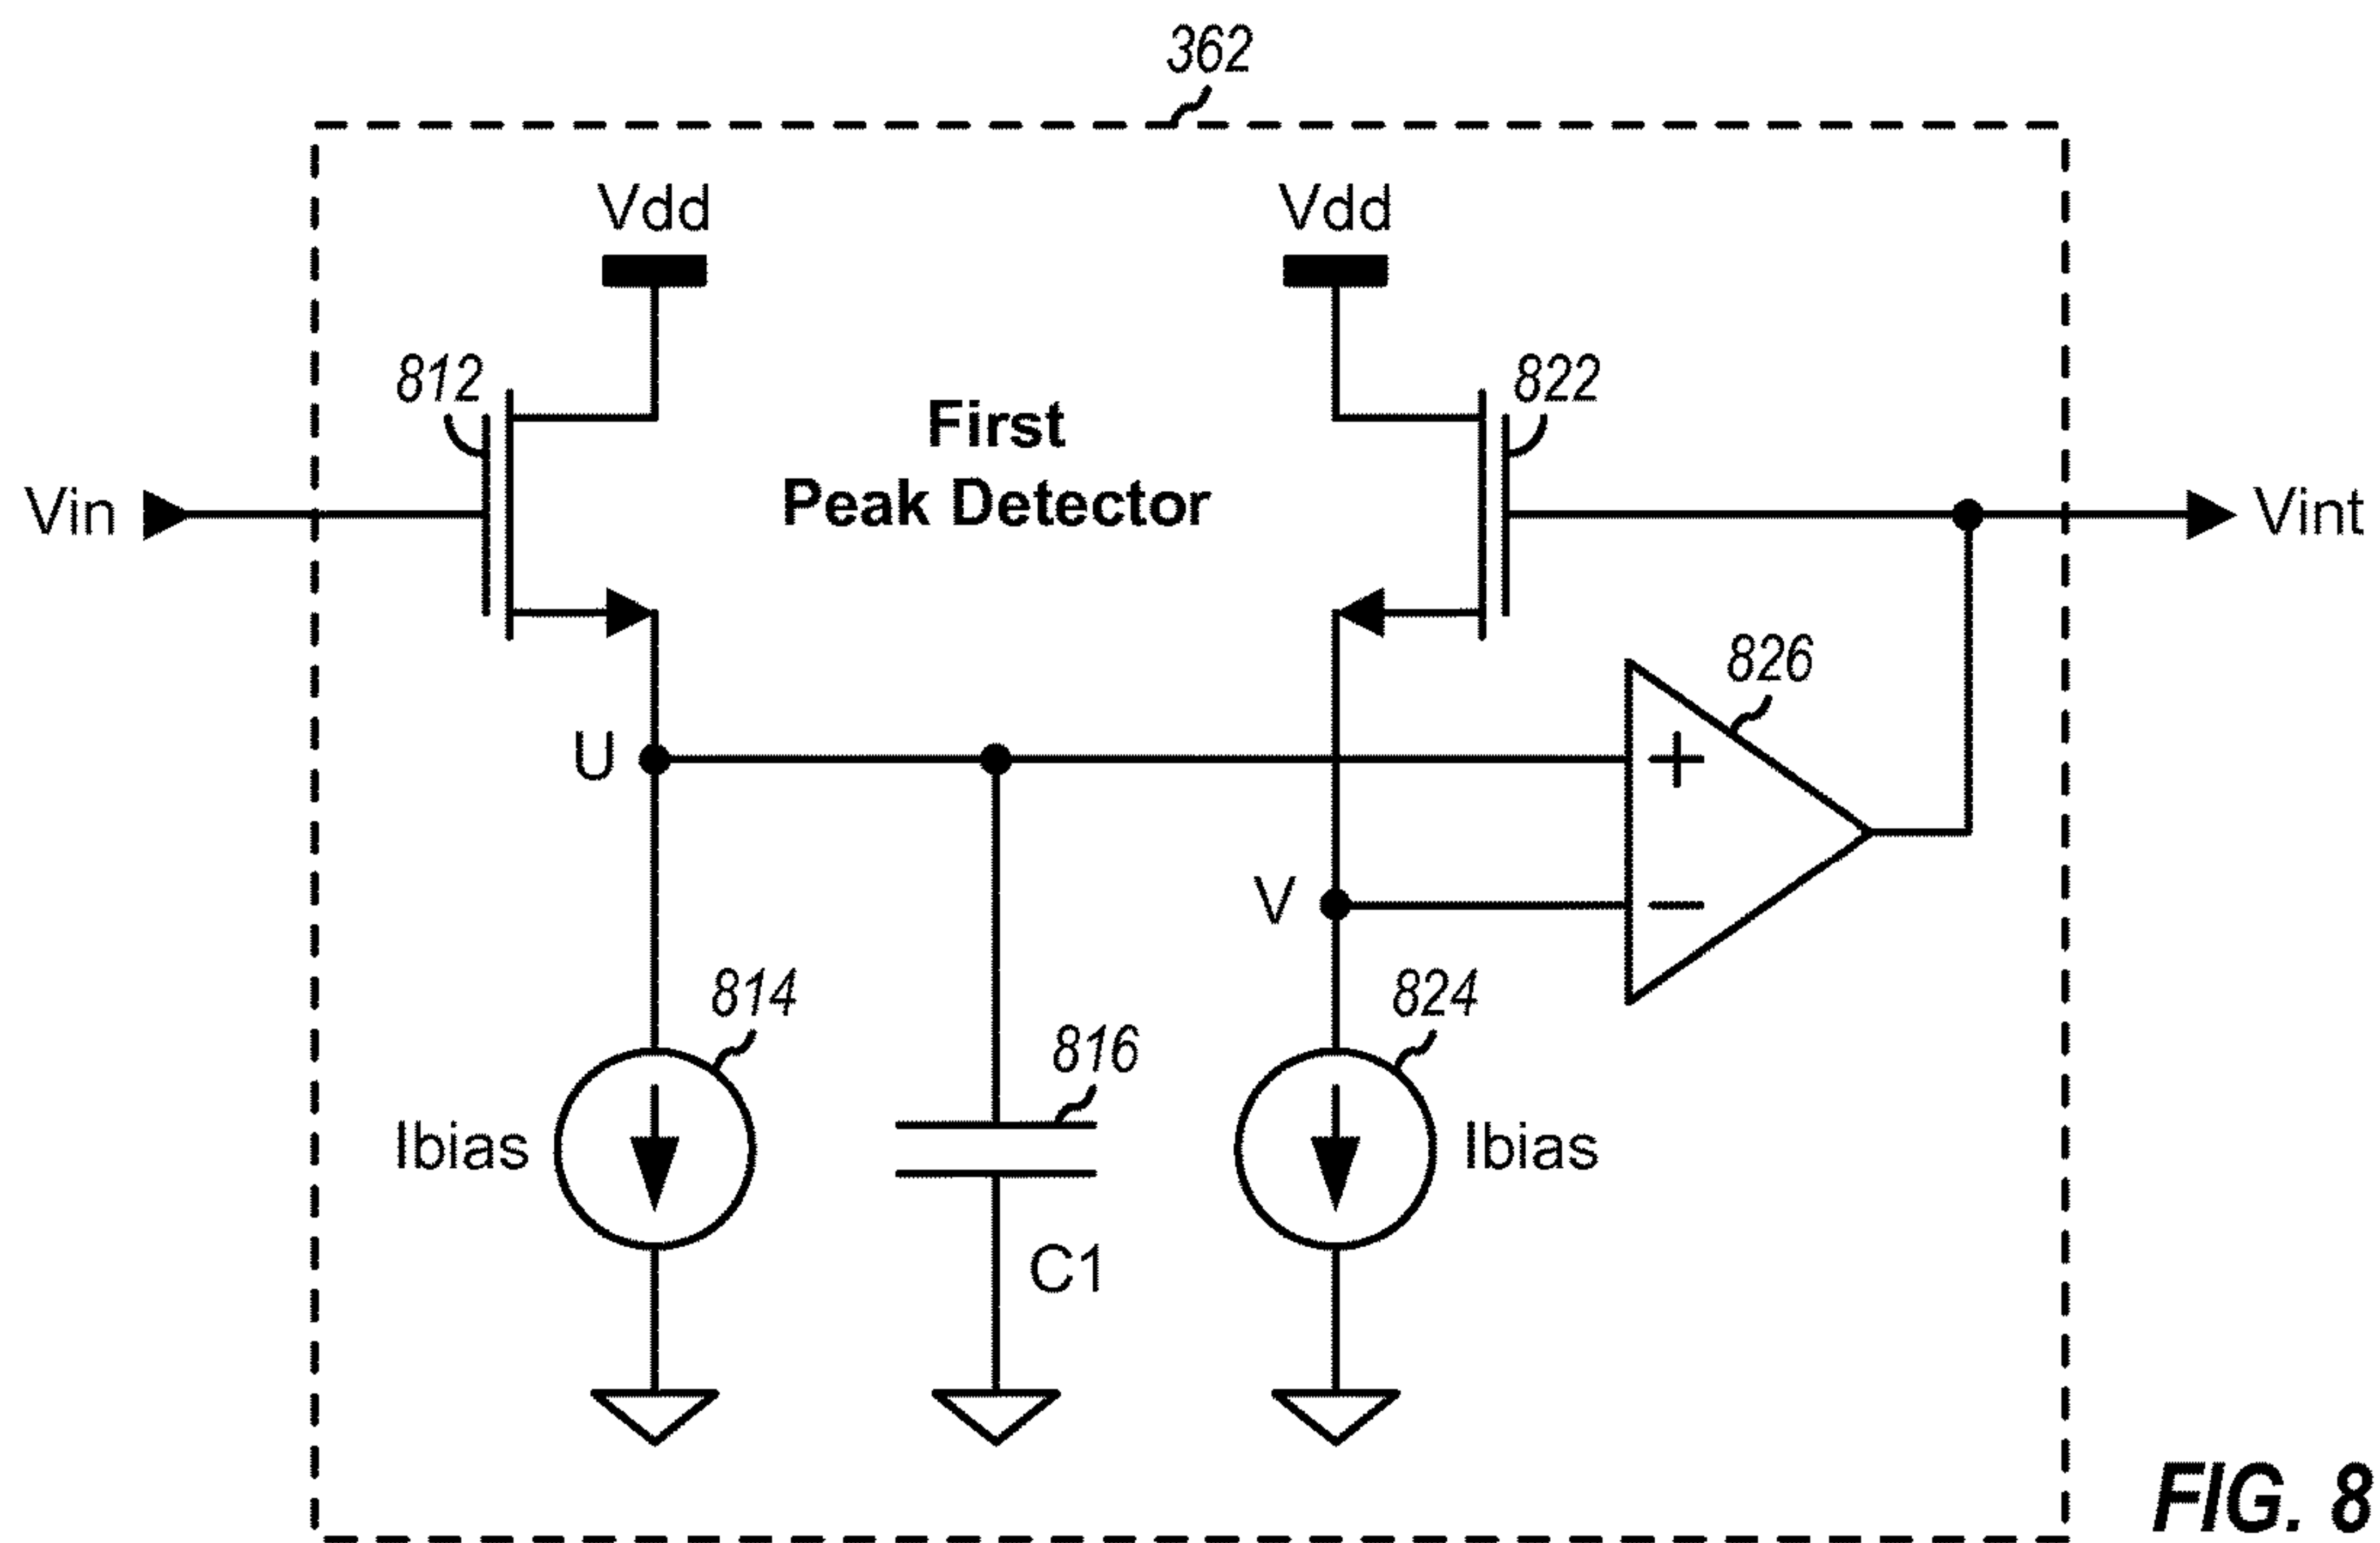 362
Vdd
Vdd
812
822
First
Peak Detector
Vin
Vint
826
U
+
V
−
814
824
816
Ibias
Ibias
C1
FIG. 8